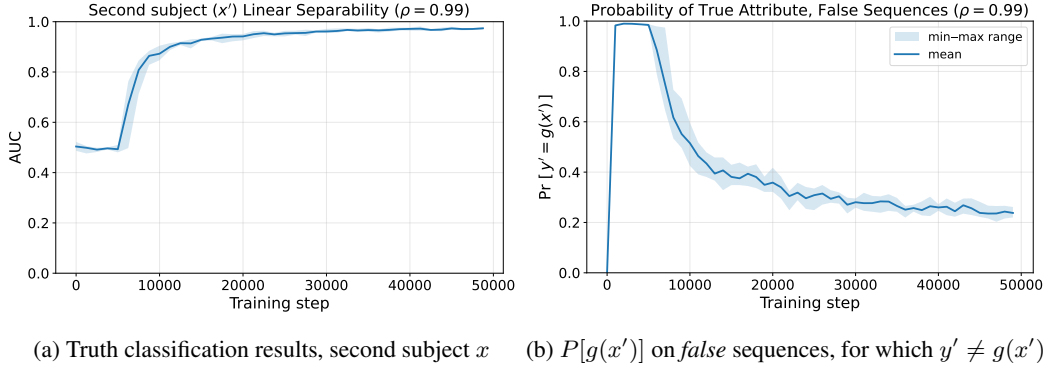 Second subject (x′) Linear Separability (ρ = 0.99)
AUC
1.0
0.8
0.6
0.4
0.2
0.0
0 10000 20000 30000 40000 50000
Training step
(a) Truth classification results, second subject x
Probability of True Attribute, False Sequences (ρ = 0.99)
min−max range
mean
Pr [ y′ = g(x′) ]
1.0
0.8
0.6
0.4
0.2
0.0
0 10000 20000 30000 40000 50000
Training step
(b) P[g(x′)] on false sequences, for which y′ ≠ g(x′)